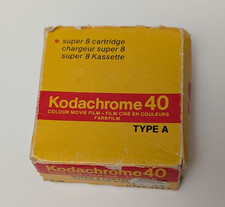 super 8 cartridge
chargeur super 8
super 8 Kassette
Kodachrome 40
COLOUR MOVIE FILM • FILM CINÉ EN COULEURS
FARBFILM
TYPE A
Kodachrome 40